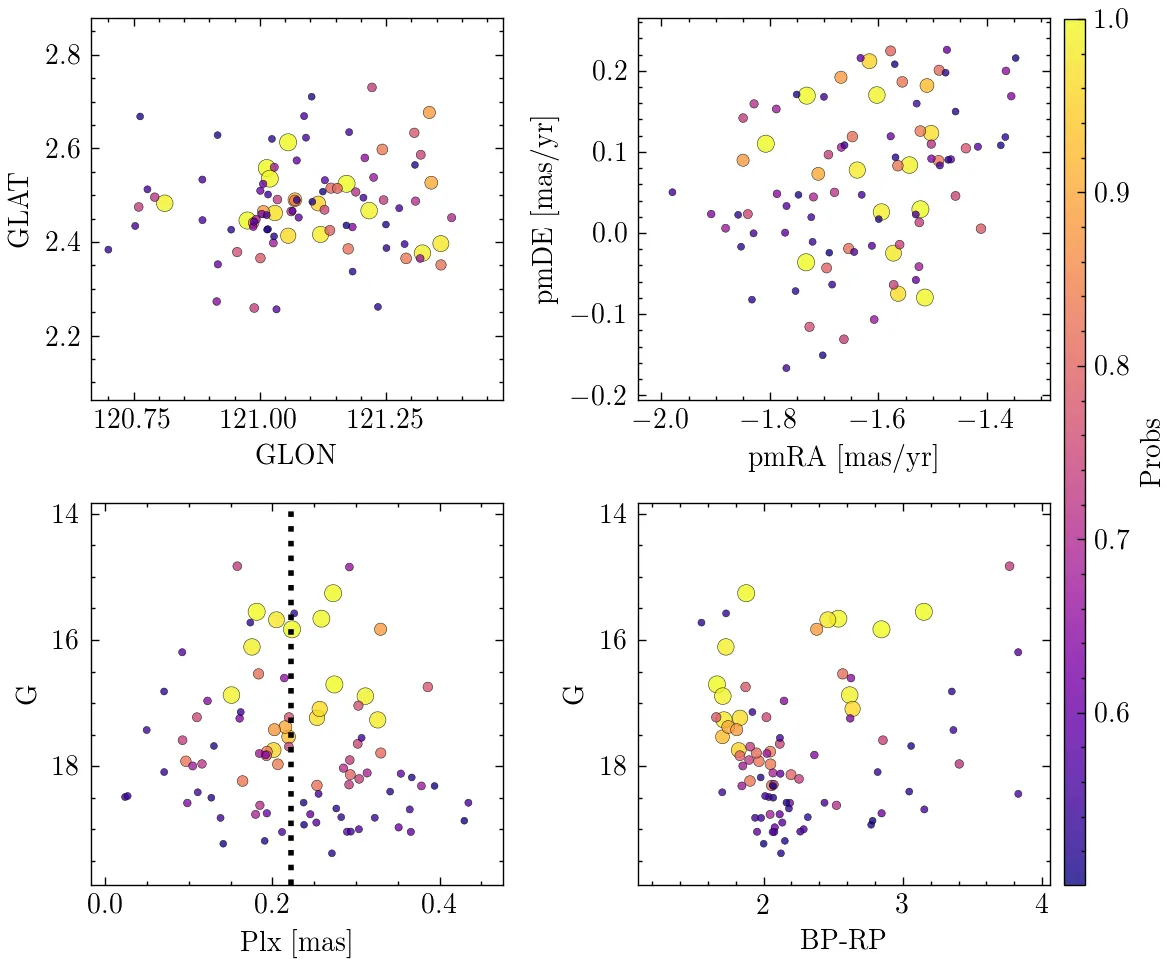 2.8
2.6
2.4
2.2
GLAT
120.75 121.00 121.25
GLON
0.2
0.1
0.0
−0.1
−0.2
pmDE [mas/yr]
−2.0 −1.8 −1.6 −1.4
pmRA [mas/yr]
14
16
18
G
0.0 0.2 0.4
Plx [mas]
14
16
18
G
2 3 4
BP-RP
1.0
0.9
0.8
0.7
0.6
Probs